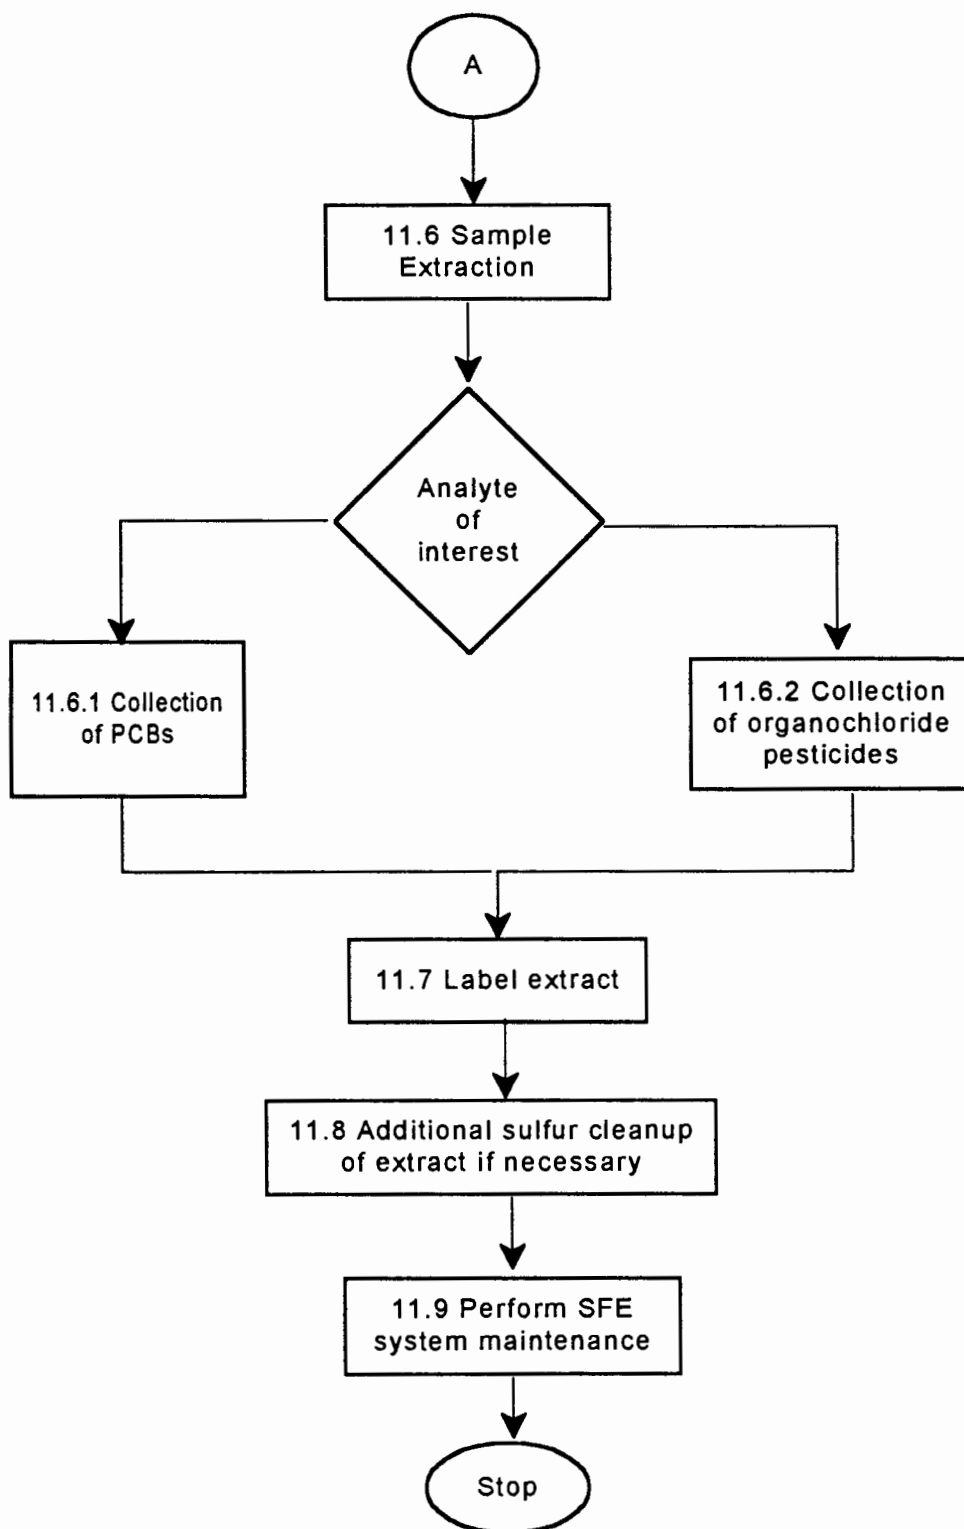 A
11.6 Sample
Extraction
Analyte
of
interest
11.6.1 Collection
of PCBs
11.6.2 Collection
of organochloride
pesticides
11.7 Label extract
11.8 Additional sulfur cleanup
of extract if necessary
11.9 Perform SFE
system maintenance
Stop